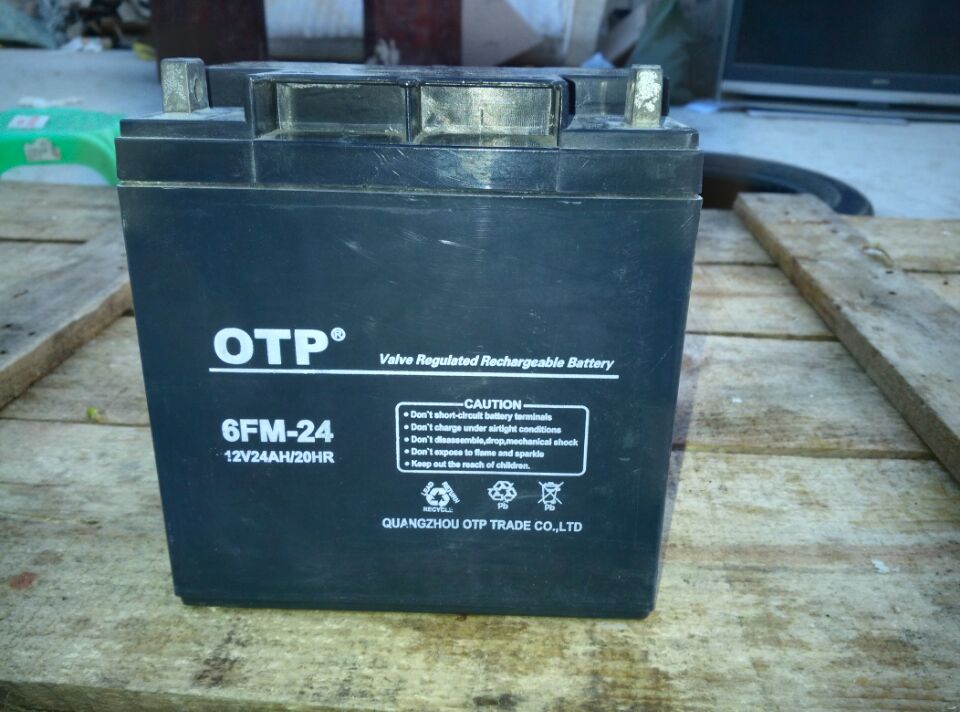 OTP®
Valve Regulated Rechargeable Battery
6FM-24
12V24AH/20HR
CAUTION
• Don't short-circuit battery terminals
• Don't charge under airtight conditions
• Don't disassemble,drop,mechanical shock
• Don't expose to flame and sparkle
• Keep out the reach of children.
LEAD RETURN
RECYCLE
Pb
Pb
QUANGZHOU OTP TRADE CO.,LTD